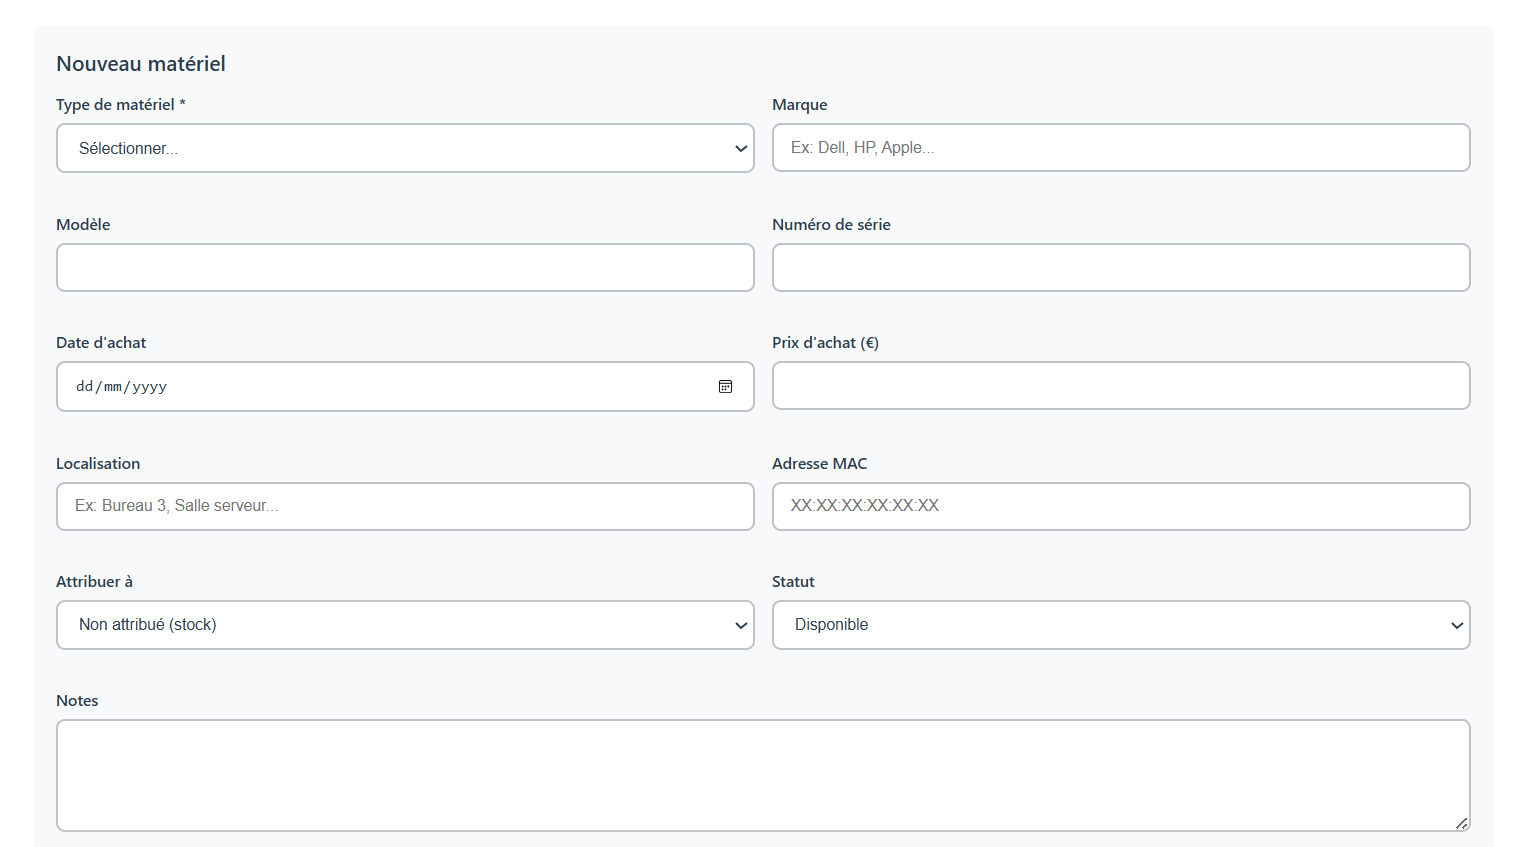 Nouveau matériel
Type de matériel *
Marque
Sélectionner...
Ex: Dell, HP, Apple...
Modèle
Numéro de série
Date d'achat
Prix d'achat (€)
dd/mm/yyyy
Localisation
Adresse MAC
Ex: Bureau 3, Salle serveur...
XX:XX:XX:XX:XX:XX
Attribuer à
Statut
Non attribué (stock)
Disponible
Notes